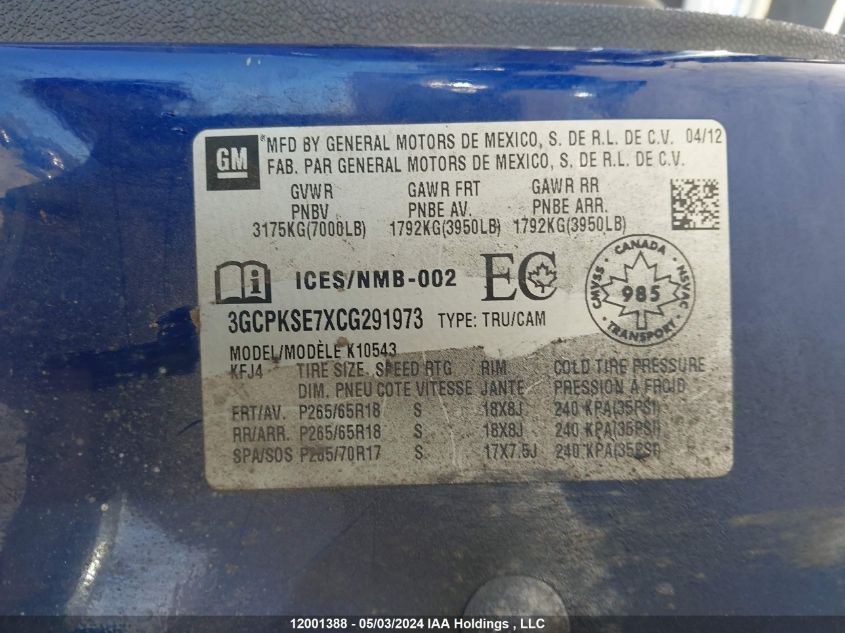 GM
®MFD BY GENERAL MOTORS DE MEXICO, S. DE R.L. DE C.V. 04/12
FAB. PAR GENERAL MOTORS DE MEXICO, S. DE R.L. DE C.V.
GVWR GAWR FRT GAWR RR
PNBV PNBE AV. PNBE ARR.
3175KG(7000LB) 1792KG(3950LB) 1792KG(3950LB)
i ICES/NMB-002 EC
CANADA
CMVSS 985 NSVAC
TRANSPORT
3GCPKSE7XCG291973 TYPE: TRU/CAM
MODEL/MODÈLE K10543
KFJ4 TIRE SIZE SPEED RTG RIM COLD TIRE PRESSURE
DIM. PNEU COTE VITESSE JANTE PRESSION À FROID
FRT/AV. P265/65R18 S 18X8J 240 KPA(35PSI)
RR/ARR. P265/65R18 S 18X8J 240 KPA(35PSI)
SPA/SOS P265/70R17 S 17X7.5J 240 KPA(35PSI)
12001388 - 05/03/2024 IAA Holdings, LLC